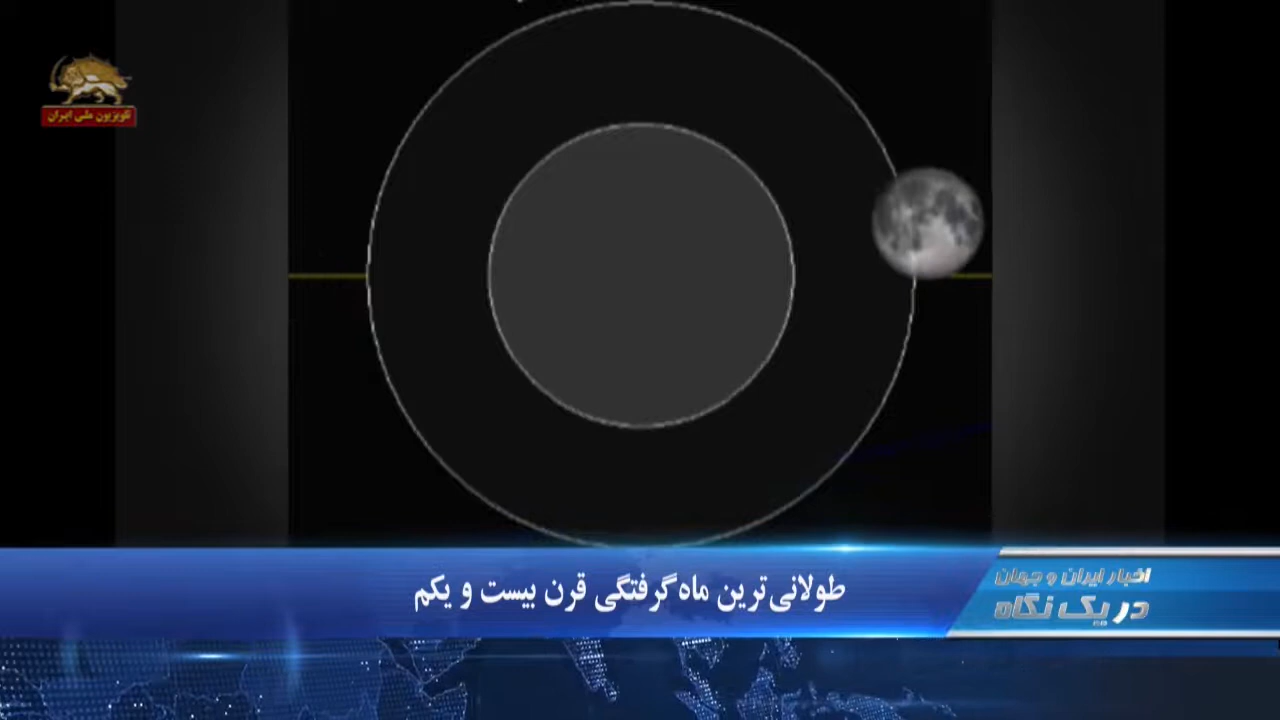 تلویزیون ملی ایران
طولانی‌ترین ماه‌گرفتگی قرن بیست و یکم
اخبار ایران و جهان
در یک نگاه